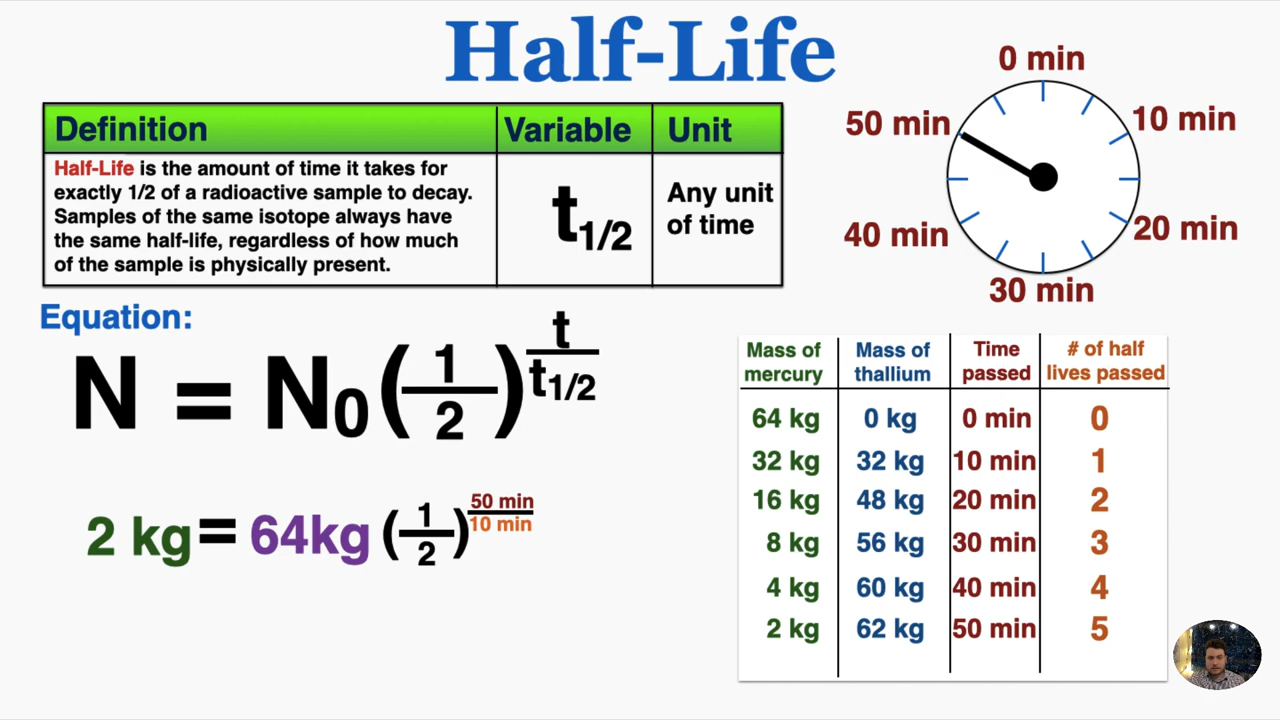 Half-Life
Definition Variable Unit
Half-Life is the amount of time it takes for
exactly 1/2 of a radioactive sample to decay.
Samples of the same isotope always have
the same half-life, regardless of how much
of the sample is physically present.
t1/2
Any unit
of time
0 min
10 min
20 min
30 min
40 min
50 min
Equation:
N = N0(1/2)^t/t1/2
2 kg = 64kg (1/2)^50 min/10 min
Mass of mercury Mass of thallium Time passed # of half lives passed
64 kg 0 kg 0 min 0
32 kg 32 kg 10 min 1
16 kg 48 kg 20 min 2
8 kg 56 kg 30 min 3
4 kg 60 kg 40 min 4
2 kg 62 kg 50 min 5